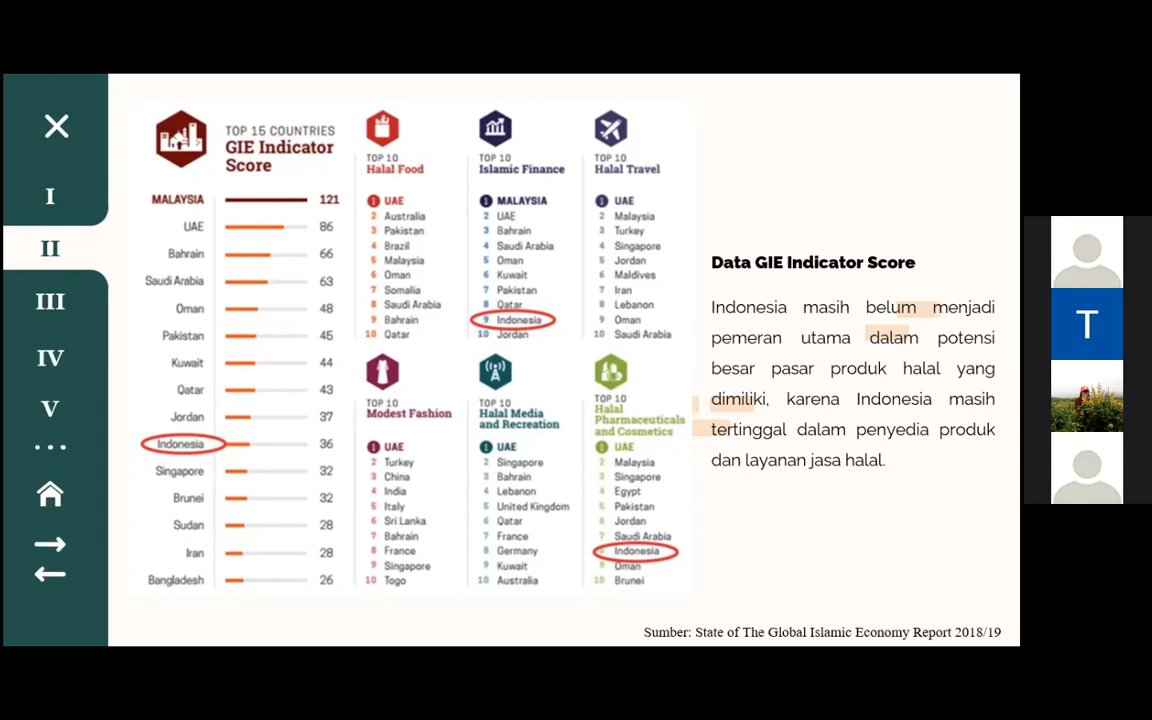 I
II
III
IV
V
...
TOP 15 COUNTRIES
GIE Indicator
Score
MALAYSIA 121
UAE 86
Bahrain 66
Saudi Arabia 63
Oman 48
Pakistan 45
Kuwait 44
Qatar 43
Jordan 37
Indonesia 36
Singapore 32
Brunei 32
Sudan 28
Iran 28
Bangladesh 26
TOP 10
Halal Food
1 UAE
2 Australia
3 Pakistan
4 Brazil
5 Malaysia
6 Oman
7 Somalia
8 Saudi Arabia
9 Bahrain
10 Qatar
TOP 10
Islamic Finance
1 MALAYSIA
2 UAE
3 Bahrain
4 Saudi Arabia
5 Oman
6 Kuwait
7 Pakistan
8 Qatar
9 Indonesia
10 Jordan
TOP 10
Halal Travel
1 UAE
2 Malaysia
3 Turkey
4 Singapore
5 Jordan
6 Maldives
7 Iran
8 Lebanon
9 Oman
10 Saudi Arabia
TOP 10
Modest Fashion
1 UAE
2 Turkey
3 China
4 India
5 Italy
6 Sri Lanka
7 Bahrain
8 France
9 Singapore
10 Togo
TOP 10
Halal Media
and Recreation
1 UAE
2 Singapore
3 Bahrain
4 Lebanon
5 United Kingdom
6 Qatar
7 France
8 Germany
9 Kuwait
10 Australia
TOP 10
Halal
Pharmaceuticals
and Cosmetics
1 UAE
2 Malaysia
3 Singapore
4 Egypt
5 Pakistan
6 Jordan
7 Saudi Arabia
Indonesia
9 Oman
10 Brunei
Data GIE Indicator Score
Indonesia masih belum menjadi
pemeran utama dalam potensi
besar pasar produk halal yang
dimiliki, karena Indonesia masih
tertinggal dalam penyedia produk
dan layanan jasa halal.
Sumber: State of The Global Islamic Economy Report 2018/19
T